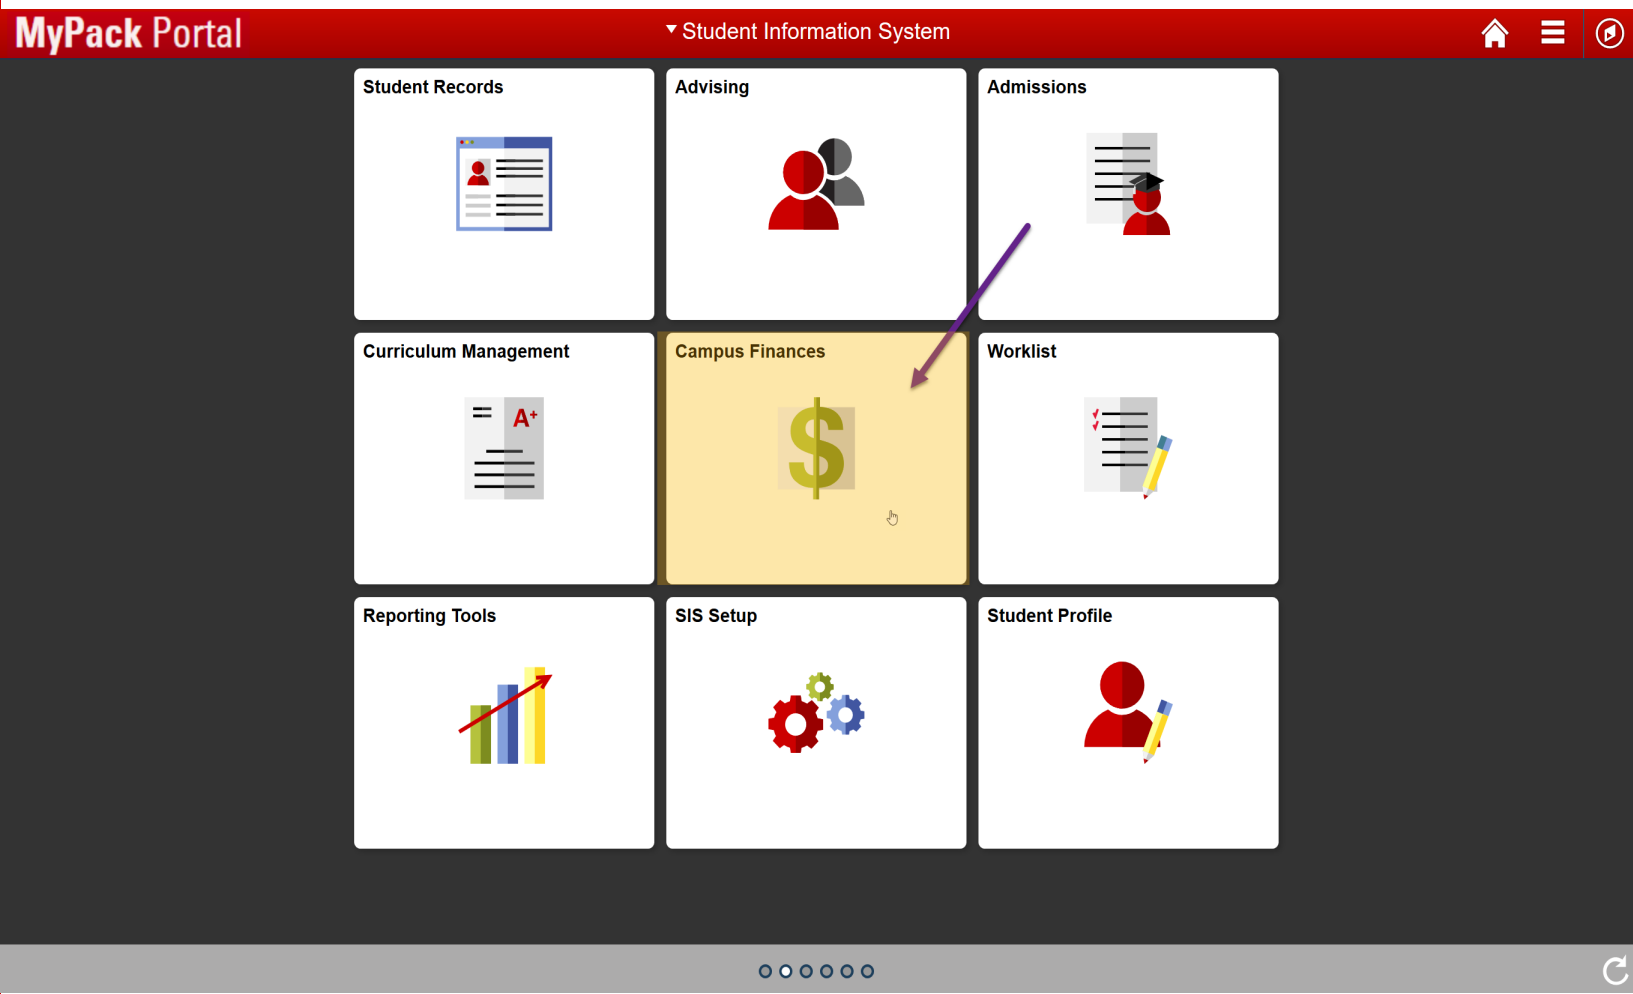 MyPack Portal
Student Information System
Student Records
Advising
Admissions
Curriculum Management
A+
Campus Finances
$
Worklist
Reporting Tools
SIS Setup
Student Profile